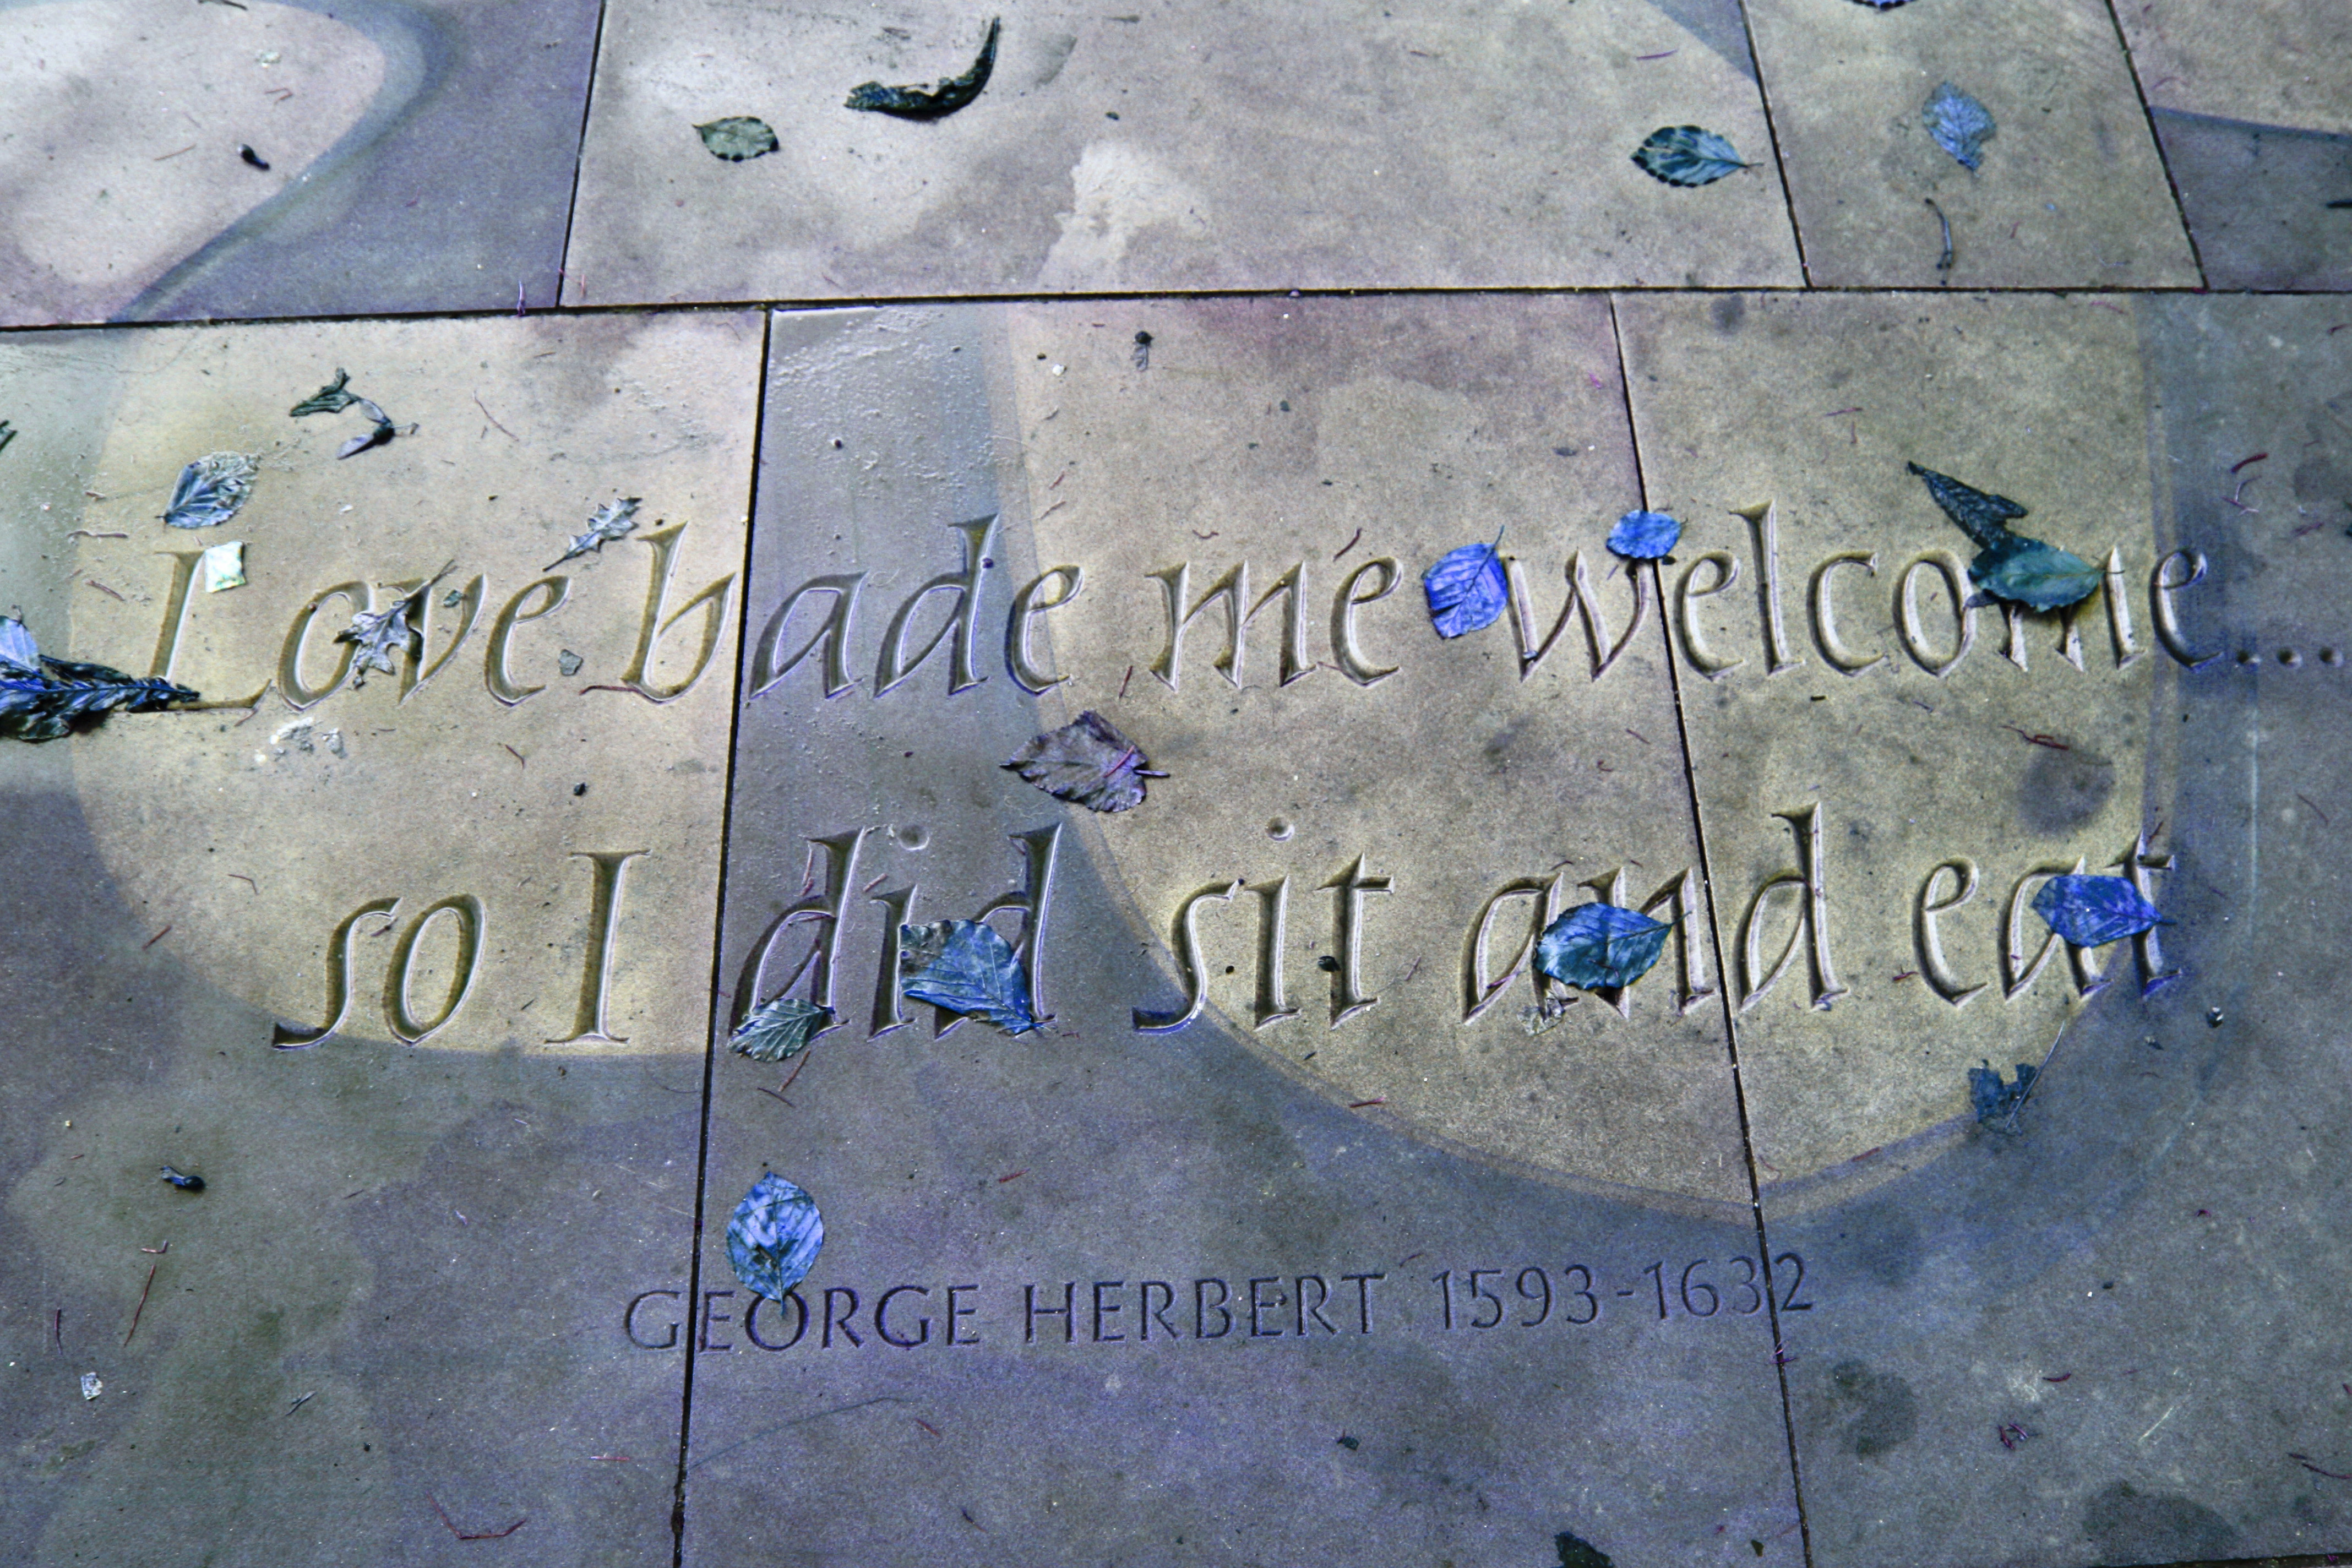 Love bade me welcome....
so I did sit and eat
GEORGE HERBERT 1593-1632